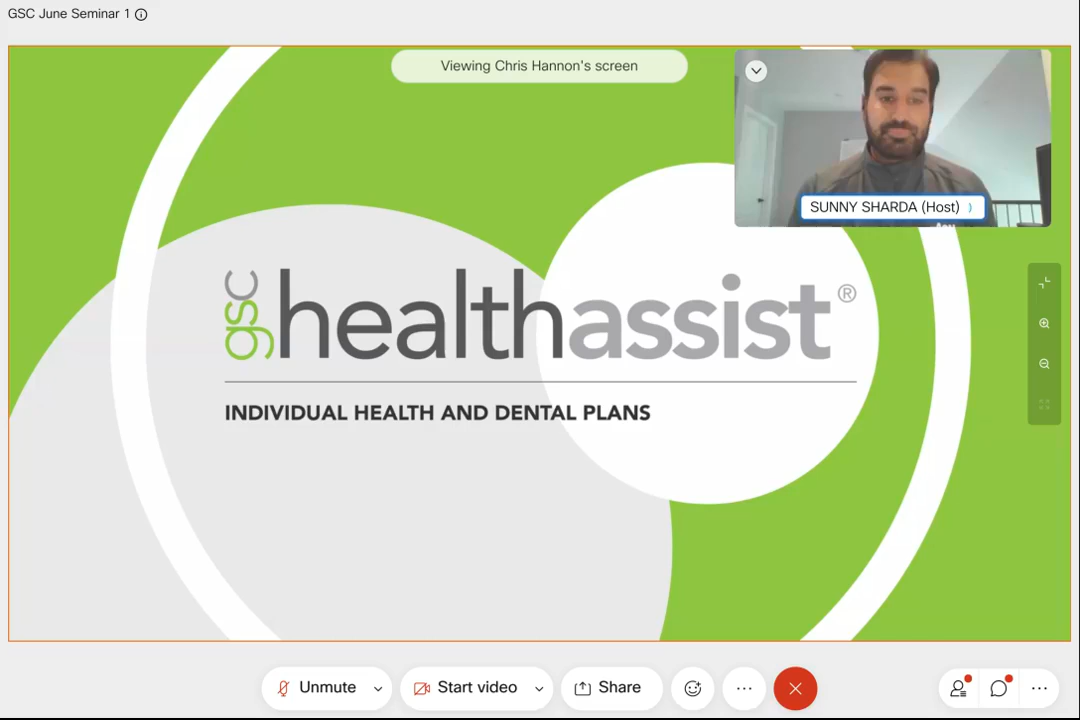 GSC June Seminar 1
Viewing Chris Hannon's screen
SUNNY SHARDA (Host)
gsc healthassist®
INDIVIDUAL HEALTH AND DENTAL PLANS
Unmute
Start video
Share